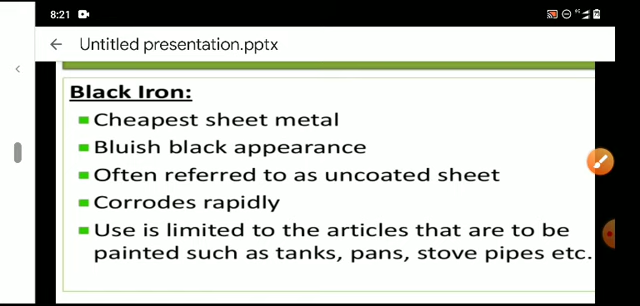 8:21
Untitled presentation.pptx
Black Iron:
Cheapest sheet metal
Bluish black appearance
Often referred to as uncoated sheet
Corrodes rapidly
Use is limited to the articles that are to be
painted such as tanks, pans, stove pipes etc.